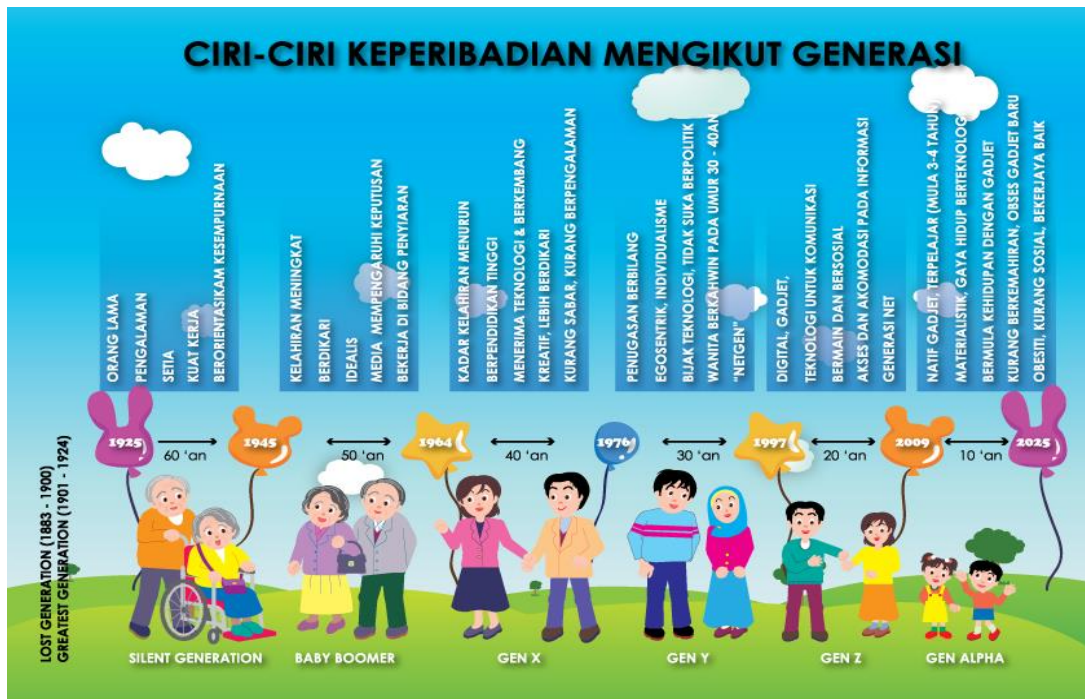 CIRI-CIRI KEPERIBADIAN MENGIKUT GENERASI
ORANG LAMA
PENGALAMAN
SETIA
KUAT KERJA
BERORIENTASIKAM KESEMPURNAAN
KELAHIRAN MENINGKAT
BERDIKARI
IDEALIS
MEDIA MEMPENGARUHI KEPUTUSAN
BEKERJA DI BIDANG PENYIARAN
KADAR KELAHIRAN MENURUN
BERPENDIDIKAN TINGGI
MENERIMA TEKNOLOGI & BERKEMBANG
KREATIF, LEBIH BERDIKARI
KURANG SABAR, KURANG BERPENGALAMAN
PENUGASAN BERBILANG
EGOSENTRIK, INDIVIDUALISME
BIJAK TEKNOLOGI, TIDAK SUKA BERPOLITIK
WANITA BERKAHWIN PADA UMUR 30 - 40AN
"NETGEN"
DIGITAL, GADJET,
TEKNOLOGI UNTUK KOMUNIKASI
BERMAIN DAN BERSOSIAL
AKSES DAN AKOMODASI PADA INFORMASI
GENERASI NET
NATIF GADJET, TERPELAJAR (MULA 3-4 TAHUN)
MATERIALISTIK, GAYA HIDUP BERTEKNOLOGI
BERMULA KEHIDUPAN DENGAN GADJET
KURANG BERKEMAHIRAN, OBSES GADJET BARU
OBESITI, KURANG SOSIAL, BEKERJAYA BAIK
1925
60 'an
1945
50 'an
1964
40 'an
1976
30 'an
1997
20 'an
2009
10 'an
2025
LOST GENERATION (1883 - 1900)
GREATEST GENERATION (1901 - 1924)
SILENT GENERATION
BABY BOOMER
GEN X
GEN Y
GEN Z
GEN ALPHA